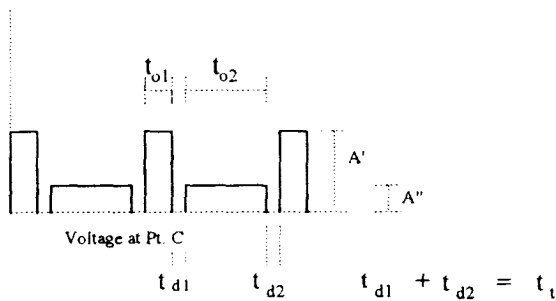 t_o1 t_o2
A'
A"
Voltage at Pt. C
t_d1 t_d2 t_d1 + t_d2 = t_t